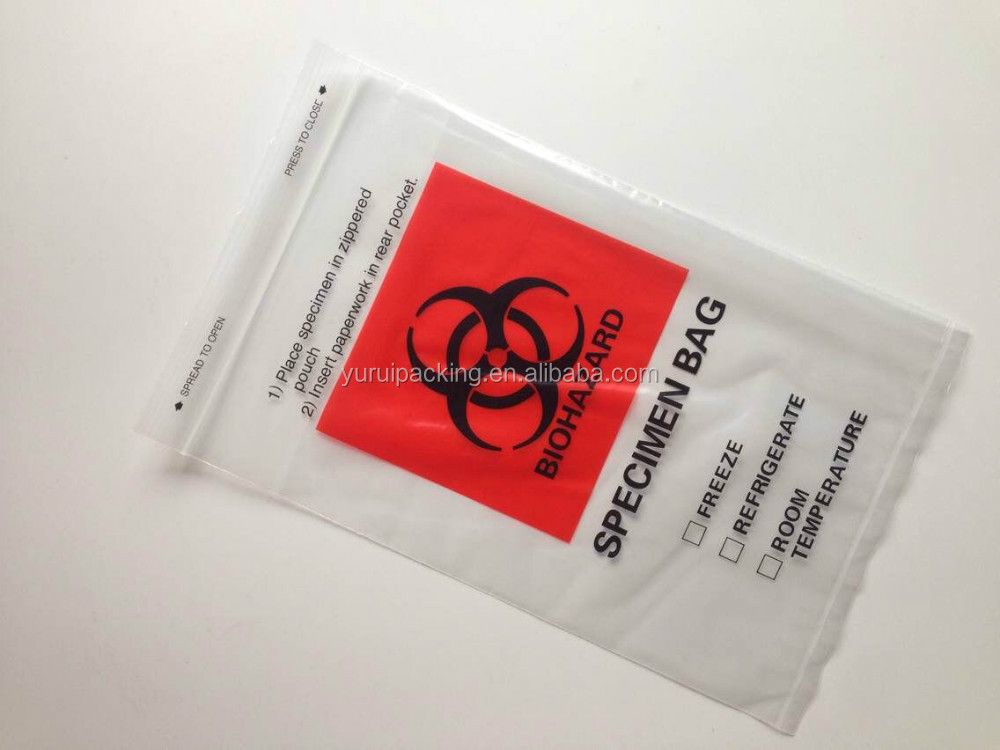 SPREAD TO OPEN
PRESS TO CLOSE
1) Place specimen in zippered
pouch
2) Insert paperwork in rear pocket.
BIOHAZARD
SPECIMEN BAG
FREEZE
REFRIGERATE
ROOM
TEMPERATURE
yuruipacking.en.alibaba.com